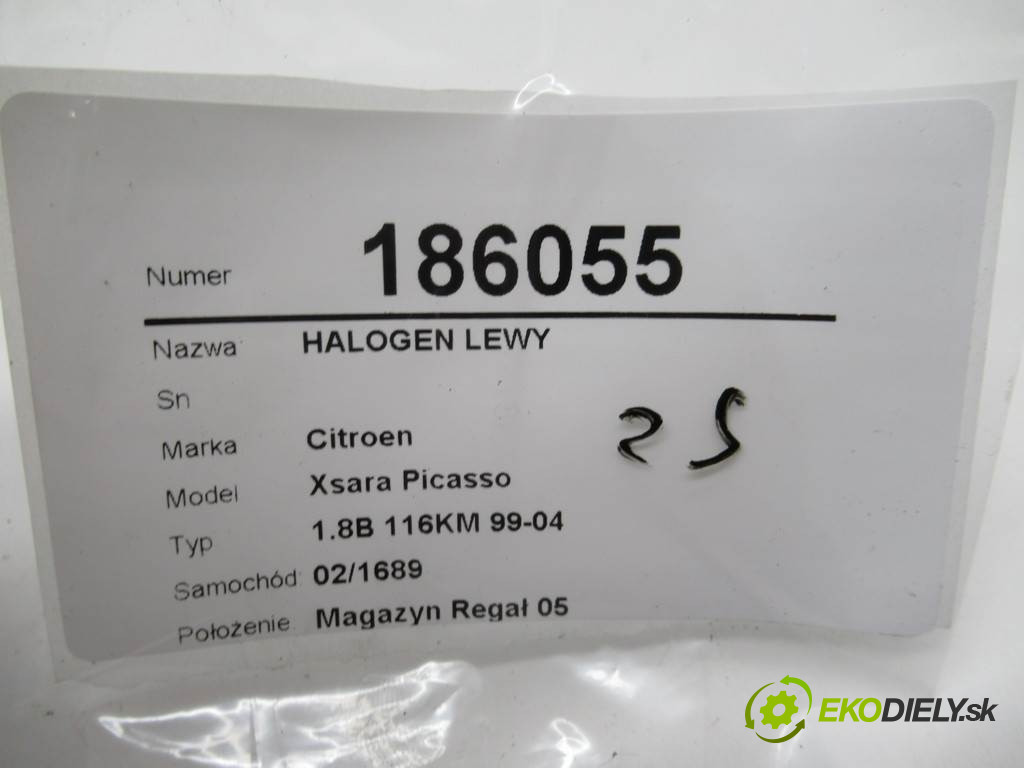 Numer 186055
Nazwa HALOGEN LEWY
Sn
Marka Citroen
Model Xsara Picasso
Typ 1.8B 116KM 99-04
Samochód: 02/1689
Położenie Magazyn Regał 05
25
EKODIELY.sk